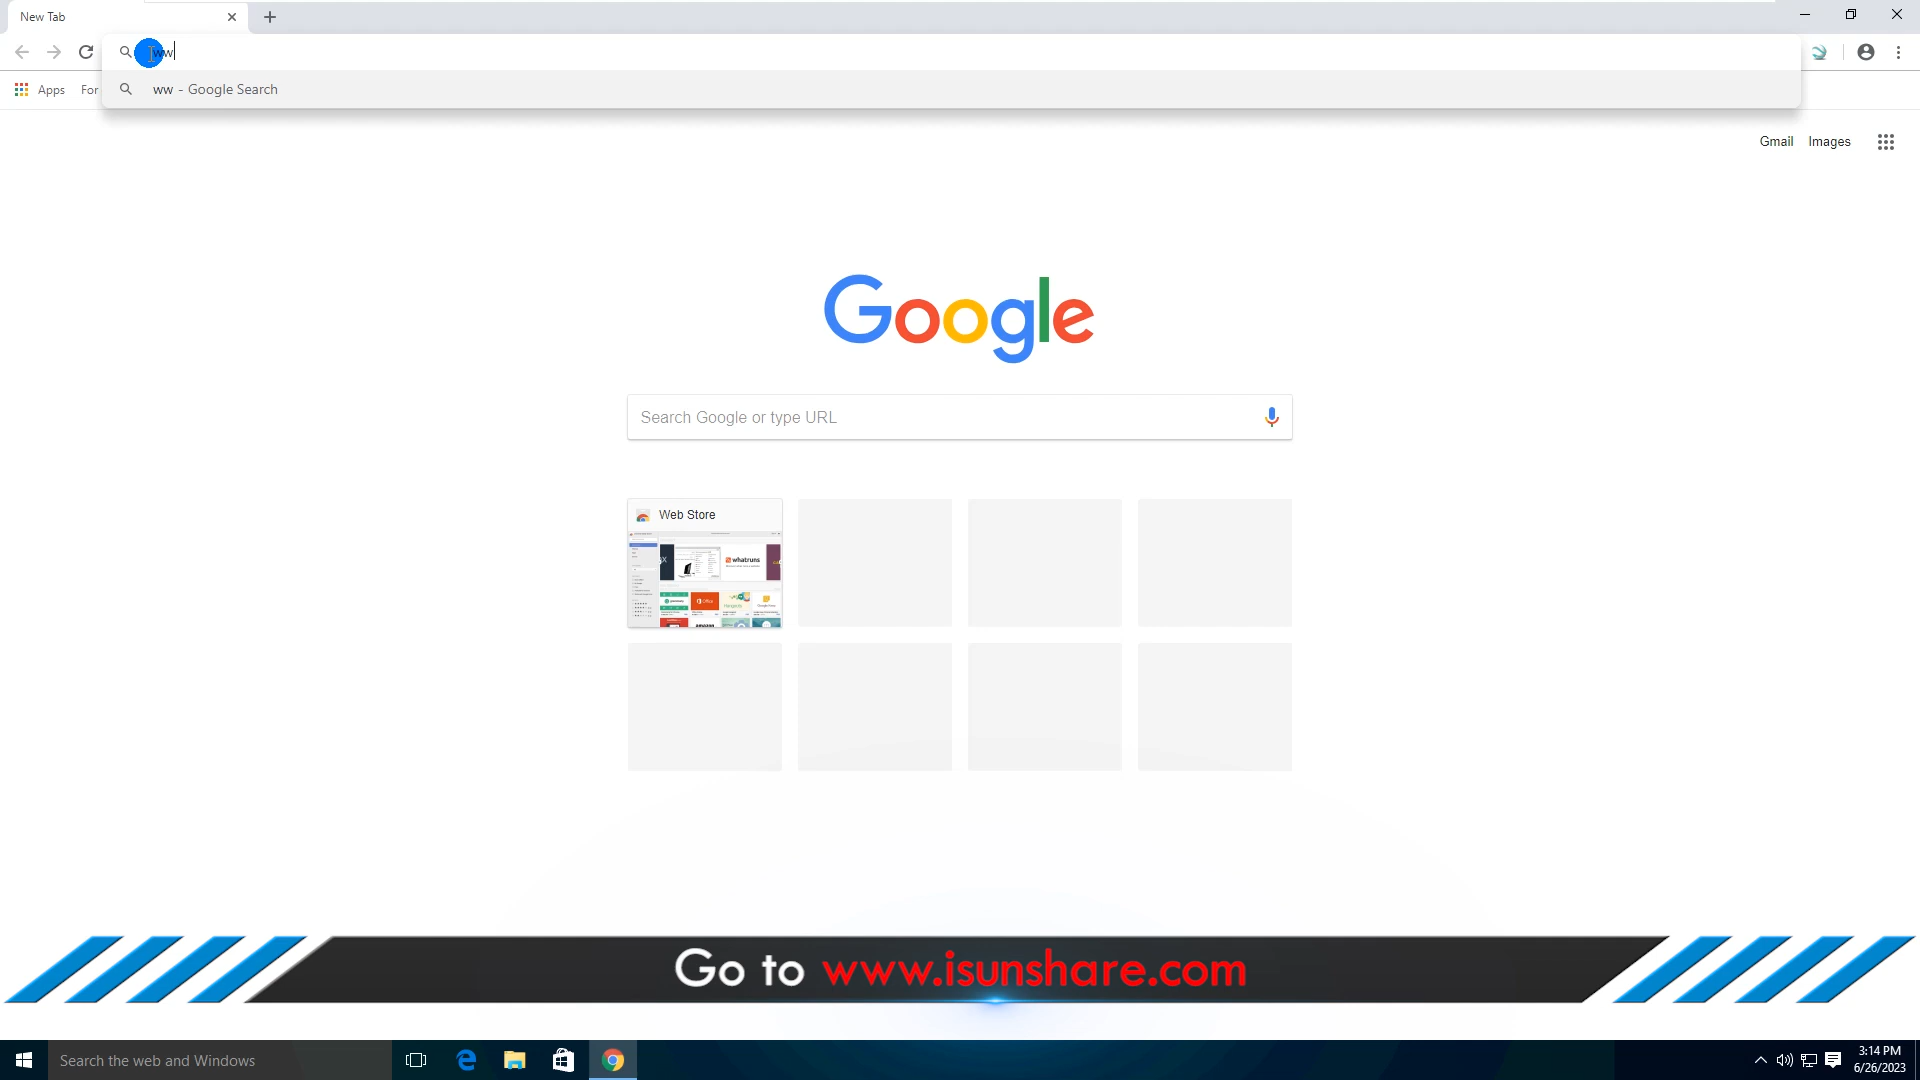 New Tab
ww
Apps
For
ww - Google Search
Gmail
Images
Google
Search Google or type URL
Web Store
whatruns
Office
Go to www.isunshare.com
Search the web and Windows
3:14 PM
6/26/2023